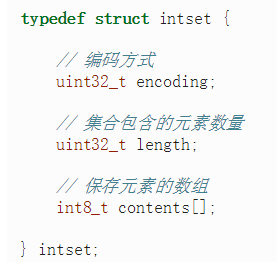 typedef struct intset {
// 编码方式
uint32_t encoding;
// 集合包含的元素数量
uint32_t length;
// 保存元素的数组
int8_t contents[];
} intset;